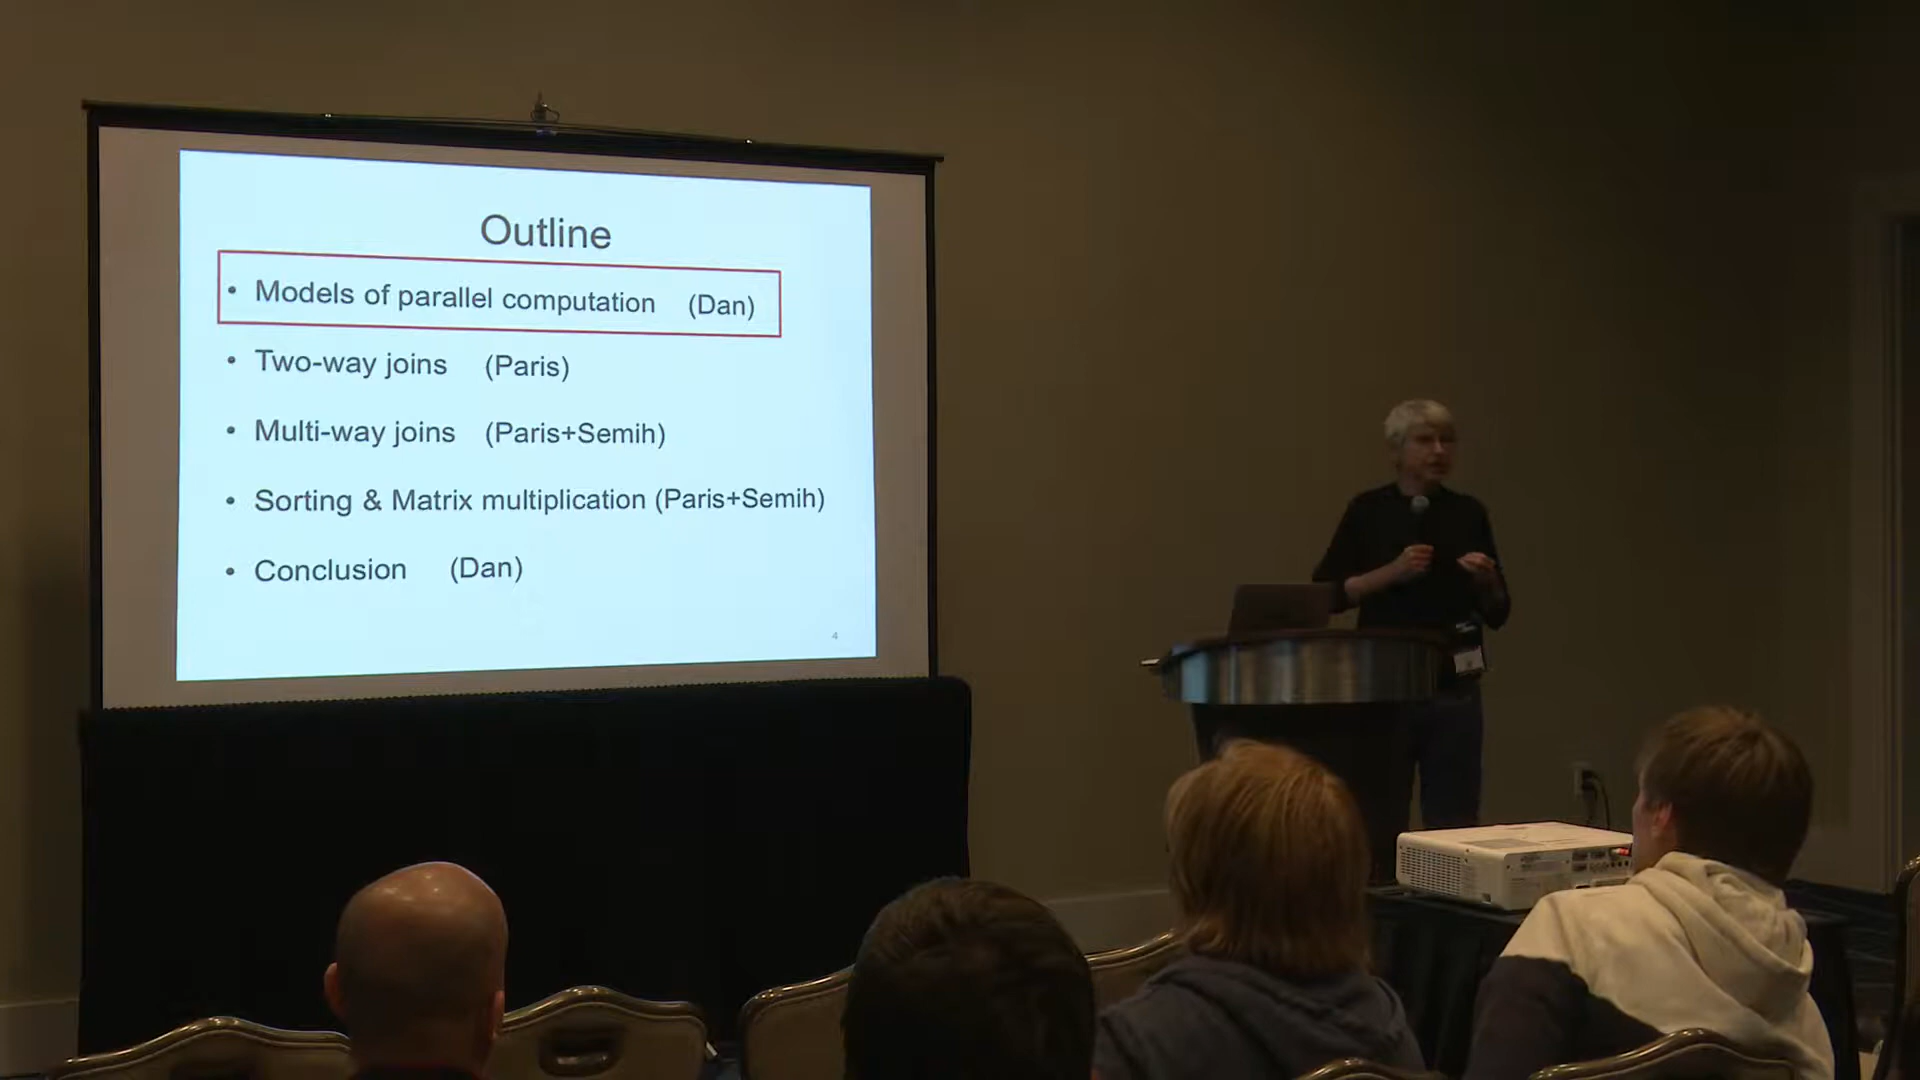 Outline
• Models of parallel computation (Dan)
• Two-way joins (Paris)
• Multi-way joins (Paris+Semih)
• Sorting & Matrix multiplication (Paris+Semih)
• Conclusion (Dan)
4